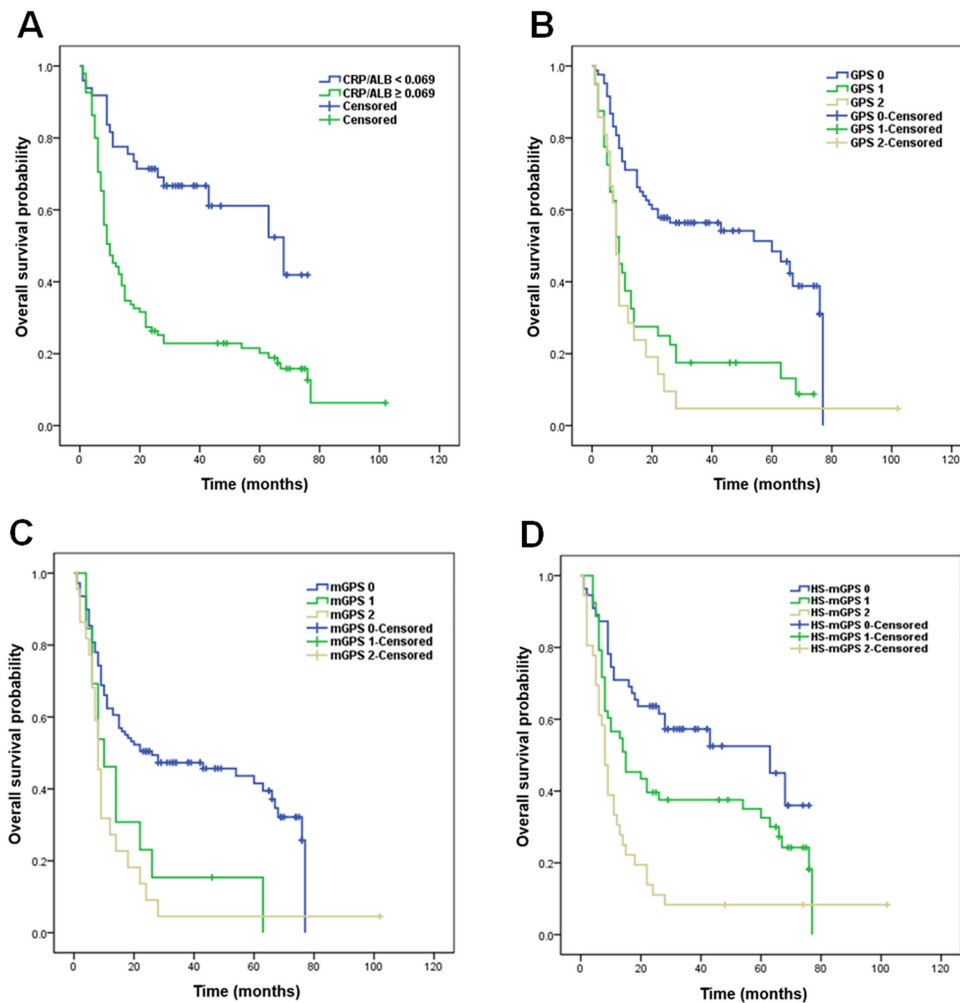 A
CRP/ALB < 0.069
CRP/ALB ≥ 0.069
Censored
Censored
Overall survival probability
1.0
0.8
0.6
0.4
0.2
0.0
0 20 40 60 80 100 120
Time (months)
B
GPS 0
GPS 1
GPS 2
GPS 0-Censored
GPS 1-Censored
GPS 2-Censored
Overall survival probability
1.0
0.8
0.6
0.4
0.2
0.0
0 20 40 60 80 100 120
Time (months)
C
mGPS 0
mGPS 1
mGPS 2
mGPS 0-Censored
mGPS 1-Censored
mGPS 2-Censored
Overall survival probability
1.0
0.8
0.6
0.4
0.2
0.0
0 20 40 60 80 100 120
Time (months)
D
HS-mGPS 0
HS-mGPS 1
HS-mGPS 2
HS-mGPS 0-Censored
HS-mGPS 1-Censored
HS-mGPS 2-Censored
Overall survival probability
1.0
0.8
0.6
0.4
0.2
0.0
0 20 40 60 80 100 120
Time (months)